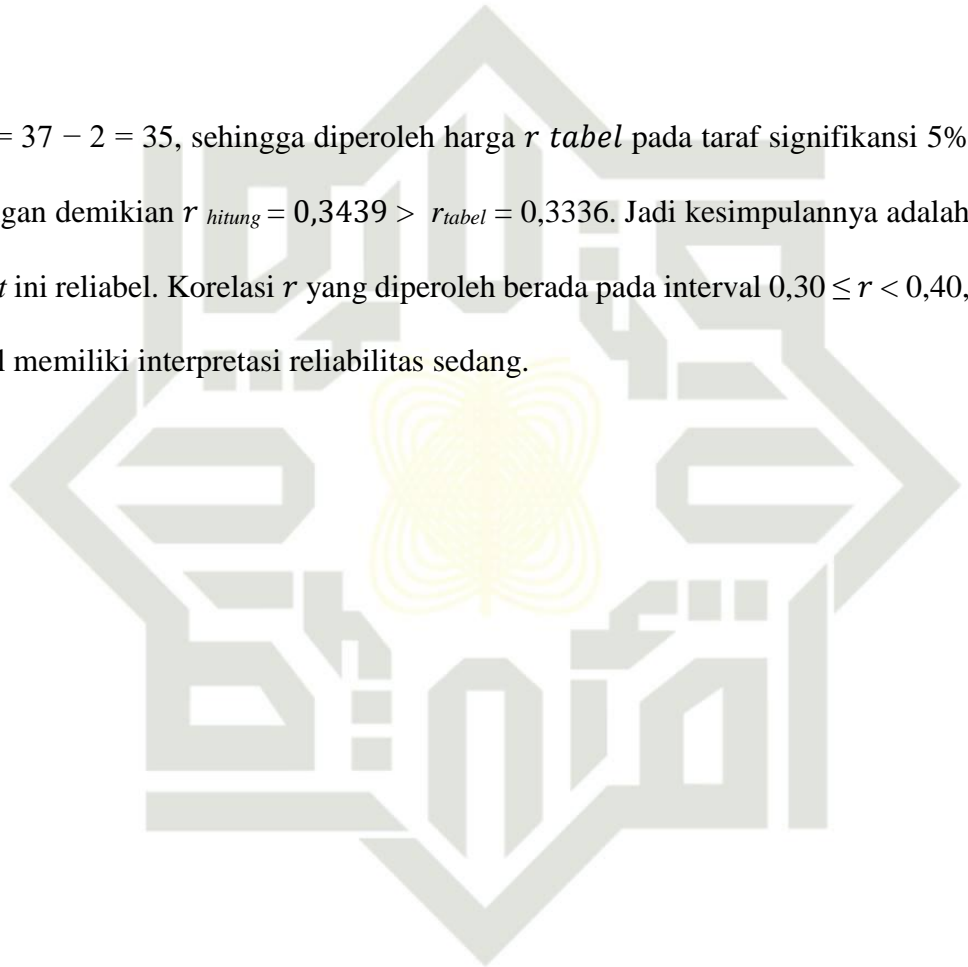 = 37 − 2 = 35, sehingga diperoleh harga r tabel pada taraf signifikansi 5%
gan demikian r hitung = 0,3439 > rtabel = 0,3336. Jadi kesimpulannya adalah
t ini reliabel. Korelasi r yang diperoleh berada pada interval 0,30 ≤ r < 0,40,
l memiliki interpretasi reliabilitas sedang.